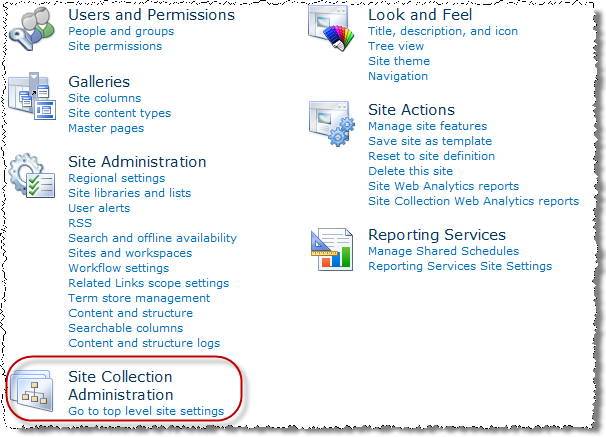 Users and Permissions
People and groups
Site permissions
Galleries
Site columns
Site content types
Master pages
Site Administration
Regional settings
Site libraries and lists
User alerts
RSS
Search and offline availability
Sites and workspaces
Workflow settings
Related Links scope settings
Term store management
Content and structure
Searchable columns
Content and structure logs
Site Collection
Administration
Go to top level site settings
Look and Feel
Title, description, and icon
Tree view
Site theme
Navigation
Site Actions
Manage site features
Save site as template
Reset to site definition
Delete this site
Site Web Analytics reports
Site Collection Web Analytics reports
Reporting Services
Manage Shared Schedules
Reporting Services Site Settings